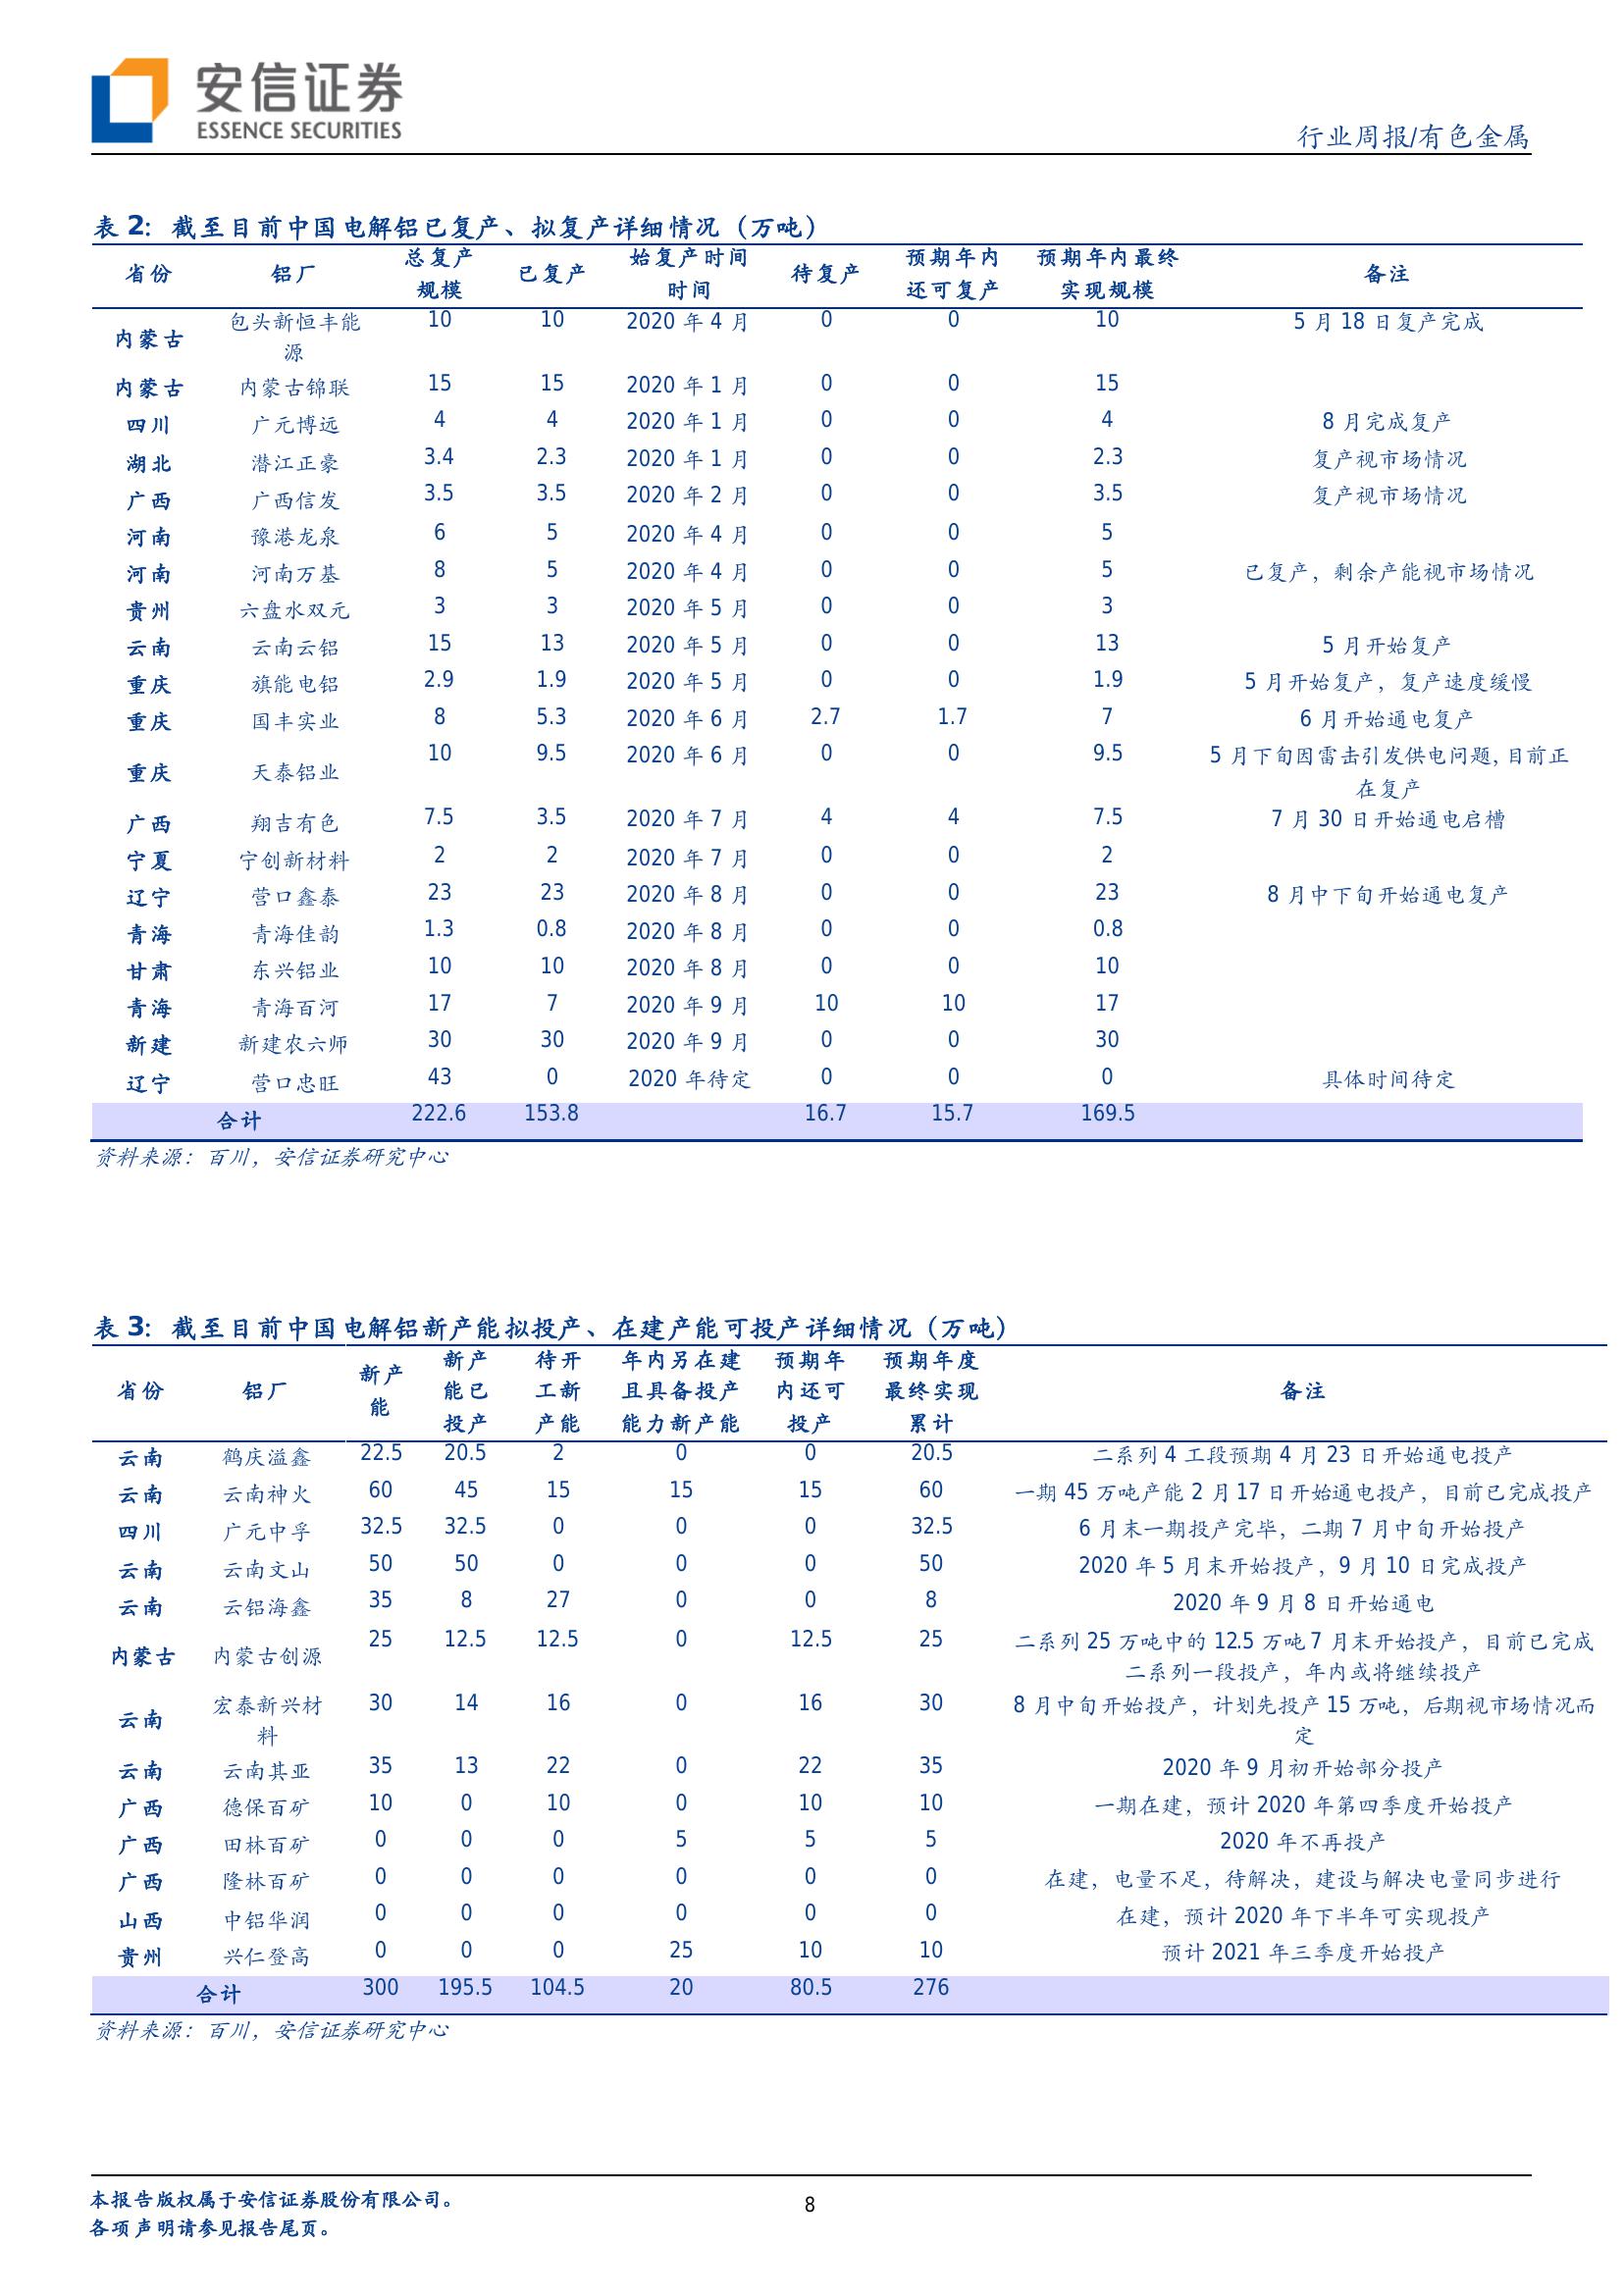 安信证券
ESSENCE SECURITIES
行业周报/有色金属
表 2：截至目前中国电解铝已复产、拟复产详细情况（万吨）
省份 铝厂 总复产规模 已复产 始复产时间时间 待复产 预期年内还可复产 预期年内最终实现规模 备注
内蒙古 包头新恒丰能源 10 10 2020 年 4 月 0 0 10 5 月 18 日复产完成
内蒙古 内蒙古锦联 15 15 2020 年 1 月 0 0 15
四川 广元博远 4 4 2020 年 1 月 0 0 4 8 月完成复产
湖北 潜江正豪 3.4 2.3 2020 年 1 月 0 0 2.3 复产视市场情况
广西 广西信发 3.5 3.5 2020 年 2 月 0 0 3.5 复产视市场情况
河南 豫港龙泉 6 5 2020 年 4 月 0 0 5
河南 河南万基 8 5 2020 年 4 月 0 0 5 已复产，剩余产能视市场情况
贵州 六盘水双元 3 3 2020 年 5 月 0 0 3
云南 云南云铝 15 13 2020 年 5 月 0 0 13 5 月开始复产
重庆 旗能电铝 2.9 1.9 2020 年 5 月 0 0 1.9 5 月开始复产，复产速度缓慢
重庆 国丰实业 8 5.3 2020 年 6 月 2.7 1.7 7 6 月开始通电复产
重庆 天泰铝业 10 9.5 2020 年 6 月 0 0 9.5 5 月下旬因雷击引发供电问题,目前正在复产
广西 翔吉有色 7.5 3.5 2020 年 7 月 4 4 7.5 7 月 30 日开始通电启槽
宁夏 宁创新材料 2 2 2020 年 7 月 0 0 2
辽宁 营口鑫泰 23 23 2020 年 8 月 0 0 23 8 月中下旬开始通电复产
青海 青海佳韵 1.3 0.8 2020 年 8 月 0 0 0.8
甘肃 东兴铝业 10 10 2020 年 8 月 0 0 10
青海 青海百河 17 7 2020 年 9 月 10 10 17
新建 新建农六师 30 30 2020 年 9 月 0 0 30
辽宁 营口忠旺 43 0 2020 年待定 0 0 0 具体时间待定
合计 222.6 153.8 16.7 15.7 169.5
资料来源：百川，安信证券研究中心
表 3：截至目前中国电解铝新产能拟投产、在建产能可投产详细情况（万吨）
省份 铝厂 新产能 新产能已投产 待开工新产能 年内另在建且具备投产能力新产能 预期年内还可投产 预期年度最终实现累计 备注
云南 鹤庆溢鑫 22.5 20.5 2 0 0 20.5 二系列 4 工段预期 4 月 23 日开始通电投产
云南 云南神火 60 45 15 15 15 60 一期 45 万吨产能 2 月 17 日开始通电投产，目前已完成投产
四川 广元中孚 32.5 32.5 0 0 0 32.5 6 月末一期投产完毕，二期 7 月中旬开始投产
云南 云南文山 50 50 0 0 0 50 2020 年 5 月末开始投产，9 月 10 日完成投产
云南 云铝海鑫 35 8 27 0 0 8 2020 年 9 月 8 日开始通电
内蒙古 内蒙古创源 25 12.5 12.5 0 12.5 25 二系列 25 万吨中的 12.5 万吨 7 月末开始投产，目前已完成二系列一段投产，年内或将继续投产
云南 宏泰新兴材料 30 14 16 0 16 30 8 月中旬开始投产，计划先投产 15 万吨，后期视市场情况而定
云南 云南其亚 35 13 22 0 22 35 2020 年 9 月初开始部分投产
广西 德保百矿 10 0 10 0 10 10 一期在建，预计 2020 年第四季度开始投产
广西 田林百矿 0 0 0 5 5 5 2020 年不再投产
广西 隆林百矿 0 0 0 0 0 0 在建，电量不足，待解决，建设与解决电量同步进行
山西 中铝华润 0 0 0 0 0 0 在建，预计 2020 年下半年可实现投产
贵州 兴仁登高 0 0 0 25 10 10 预计 2021 年三季度开始投产
合计 300 195.5 104.5 20 80.5 276
资料来源：百川，安信证券研究中心
本报告版权属于安信证券股份有限公司。
各项声明请参见报告尾页。
8